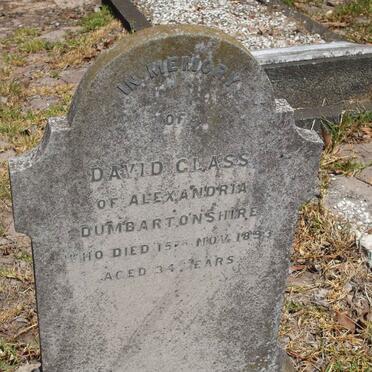 IN MEMORY
OF
DAVID GLASS
OF ALEXANDRIA
DUMBARTONSHIRE
WHO DIED 15TH NOV. 1893
AGED 34 YEARS